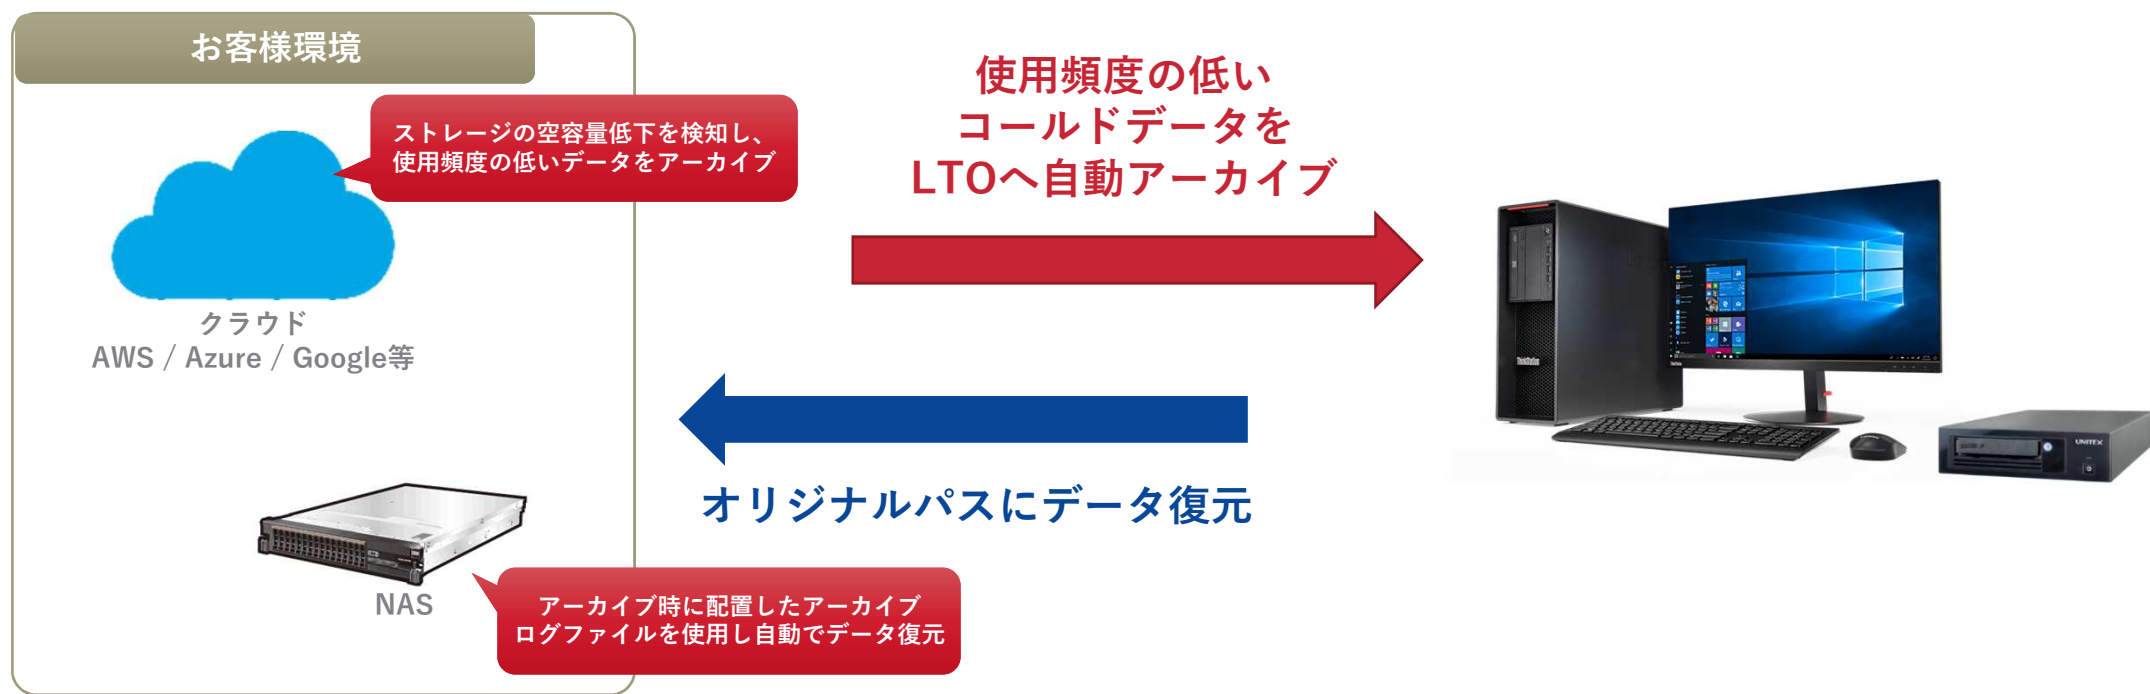 お客様環境
ストレージの空容量低下を検知し、
使用頻度の低いデータをアーカイブ
クラウド
AWS / Azure / Google等
使用頻度の低い
コールドデータを
LTOへ自動アーカイブ
オリジナルパスにデータ復元
NAS
アーカイブ時に配置したアーカイブ
ログファイルを使用し自動でデータ復元
ThinkStation
UNITEX